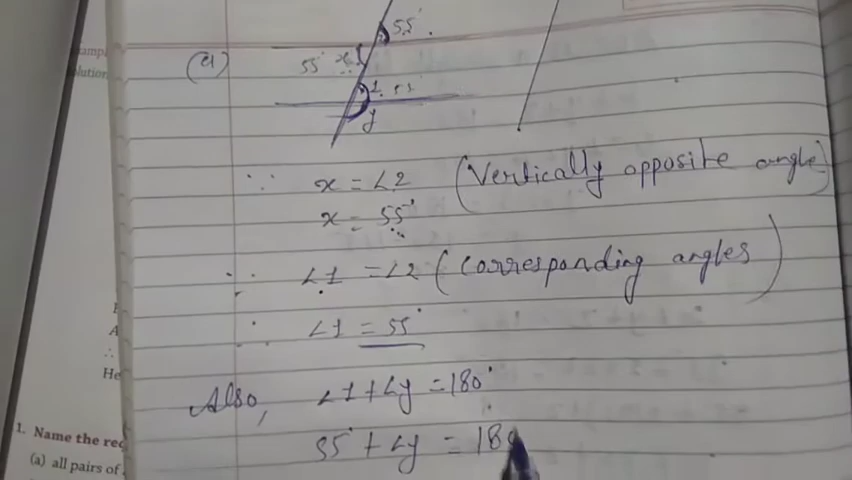 55°
(a) 55° x
1 55°
y
∵ x = ∠2 (Vertically opposite angle)
x = 55°
∵ ∠1 = ∠2 (corresponding angles)
∴ ∠1 = 55°
Also, ∠1 + ∠y = 180°
55° + ∠y = 180
He
1. Name the
(a) all pairs of